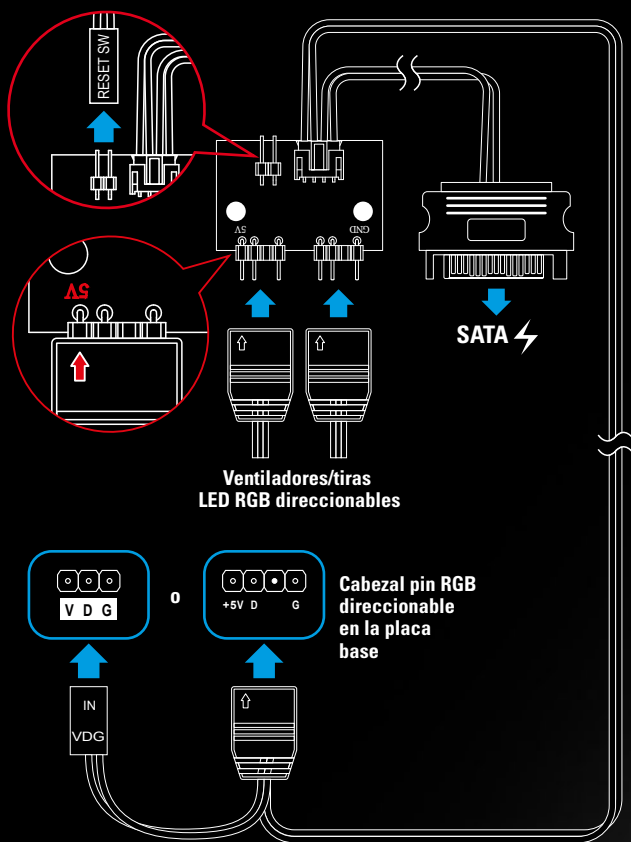 RESET SW
5V
GND
5V
SATA
Ventiladores/tiras
LED RGB direccionables
V D G
o
+5V D G
Cabezal pin RGB
direccionable
en la placa
base
IN
VDG